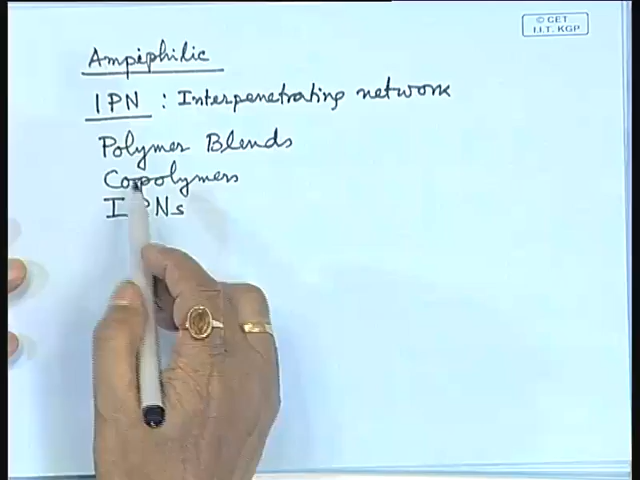 © CET
I.I.T. KGP
Ampiphilic
IPN : Interpenetrating network
Polymer Blends
Copolymers
IPNs